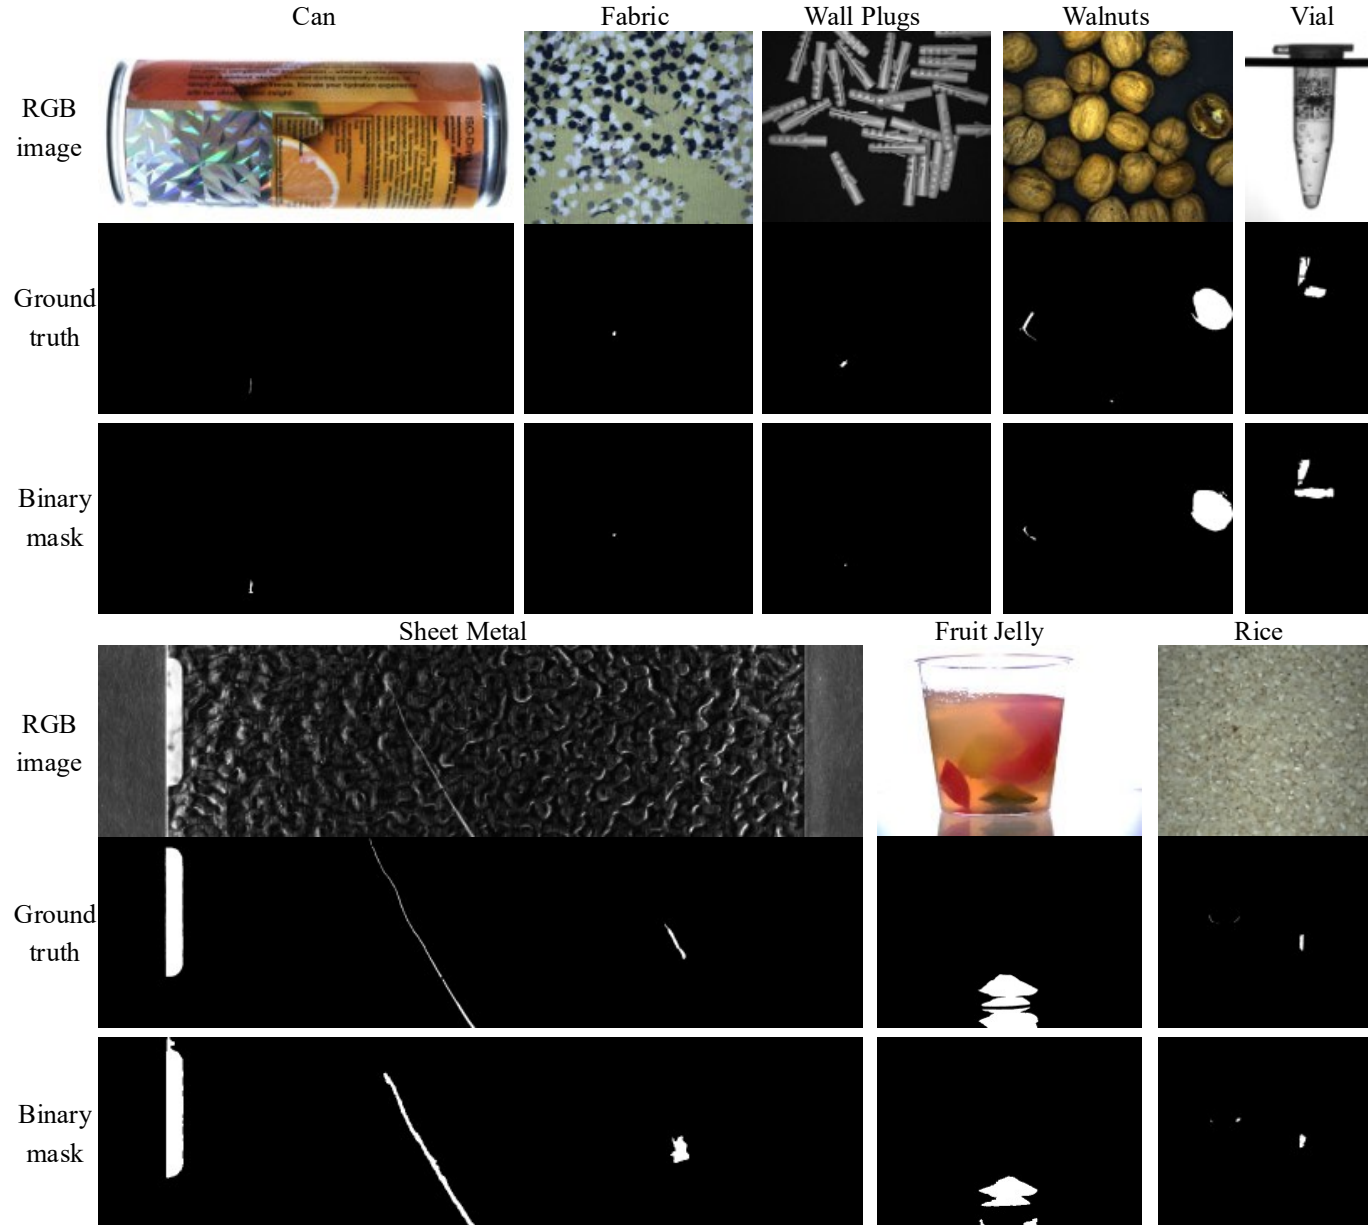 Can Fabric Wall Plugs Walnuts Vial
RGB
image
Ground
truth
Binary
mask
Sheet Metal Fruit Jelly Rice
RGB
image
Ground
truth
Binary
mask